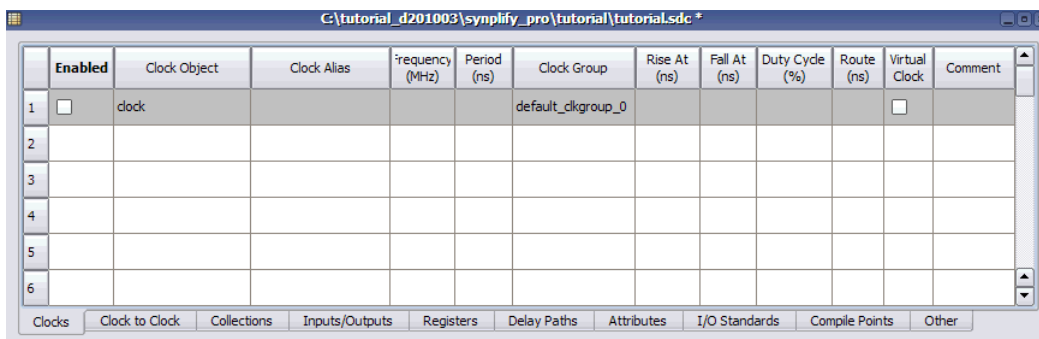 C:\tutorial_d201003\synplify_pro\tutorial\tutorial.sdc *
Enabled Clock Object Clock Alias Frequency (MHz) Period (ns) Clock Group Rise At (ns) Fall At (ns) Duty Cycle (%) Route (ns) Virtual Clock Comment
1 clock default_clkgroup_0
2
3
4
5
6
Clocks Clock to Clock Collections Inputs/Outputs Registers Delay Paths Attributes I/O Standards Compile Points Other